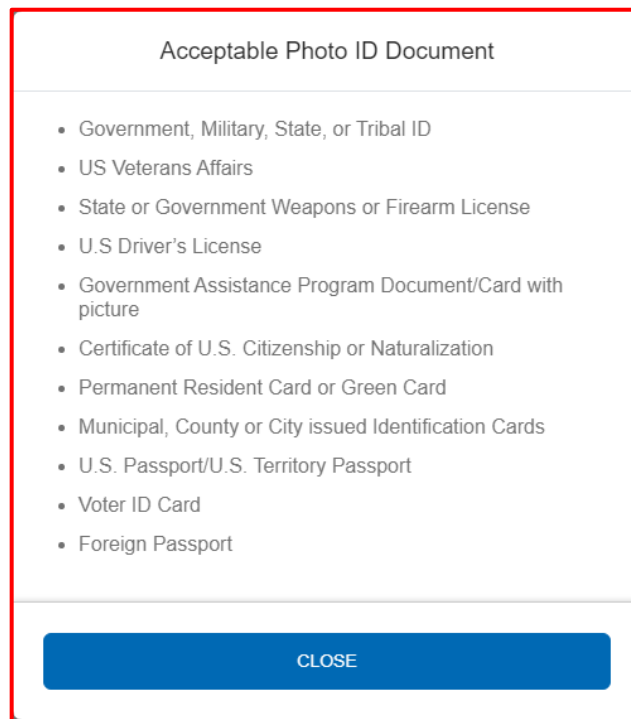 Acceptable Photo ID Document
• Government, Military, State, or Tribal ID
• US Veterans Affairs
• State or Government Weapons or Firearm License
• U.S Driver’s License
• Government Assistance Program Document/Card with
picture
• Certificate of U.S. Citizenship or Naturalization
• Permanent Resident Card or Green Card
• Municipal, County or City issued Identification Cards
• U.S. Passport/U.S. Territory Passport
• Voter ID Card
• Foreign Passport
CLOSE